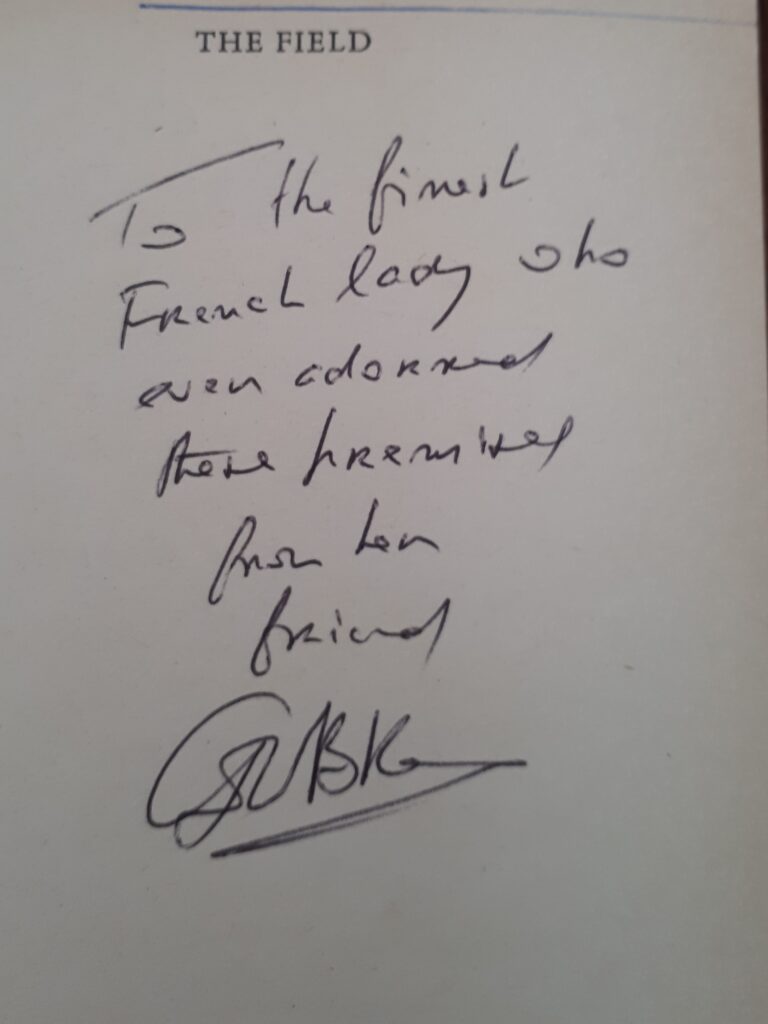 THE FIELD
To the finest
French lady who
ever adorned
these premises
from her
friend